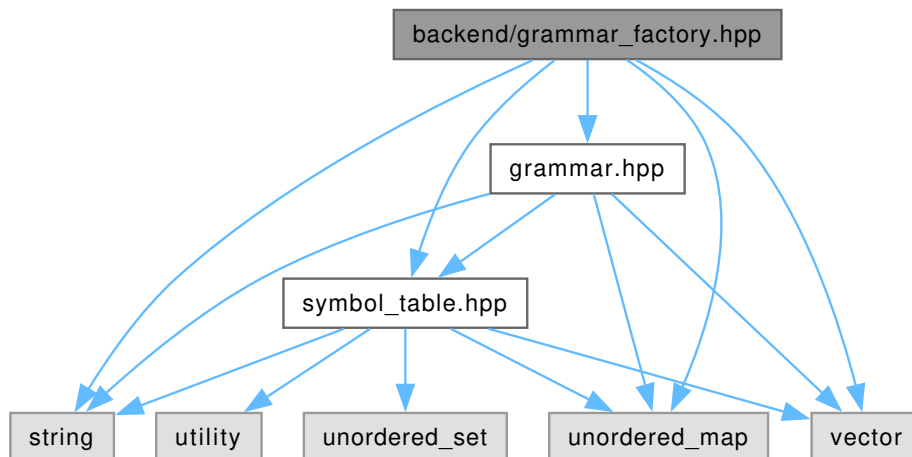 backend/grammar_factory.hpp
grammar.hpp
symbol_table.hpp
string
utility
unordered_set
unordered_map
vector